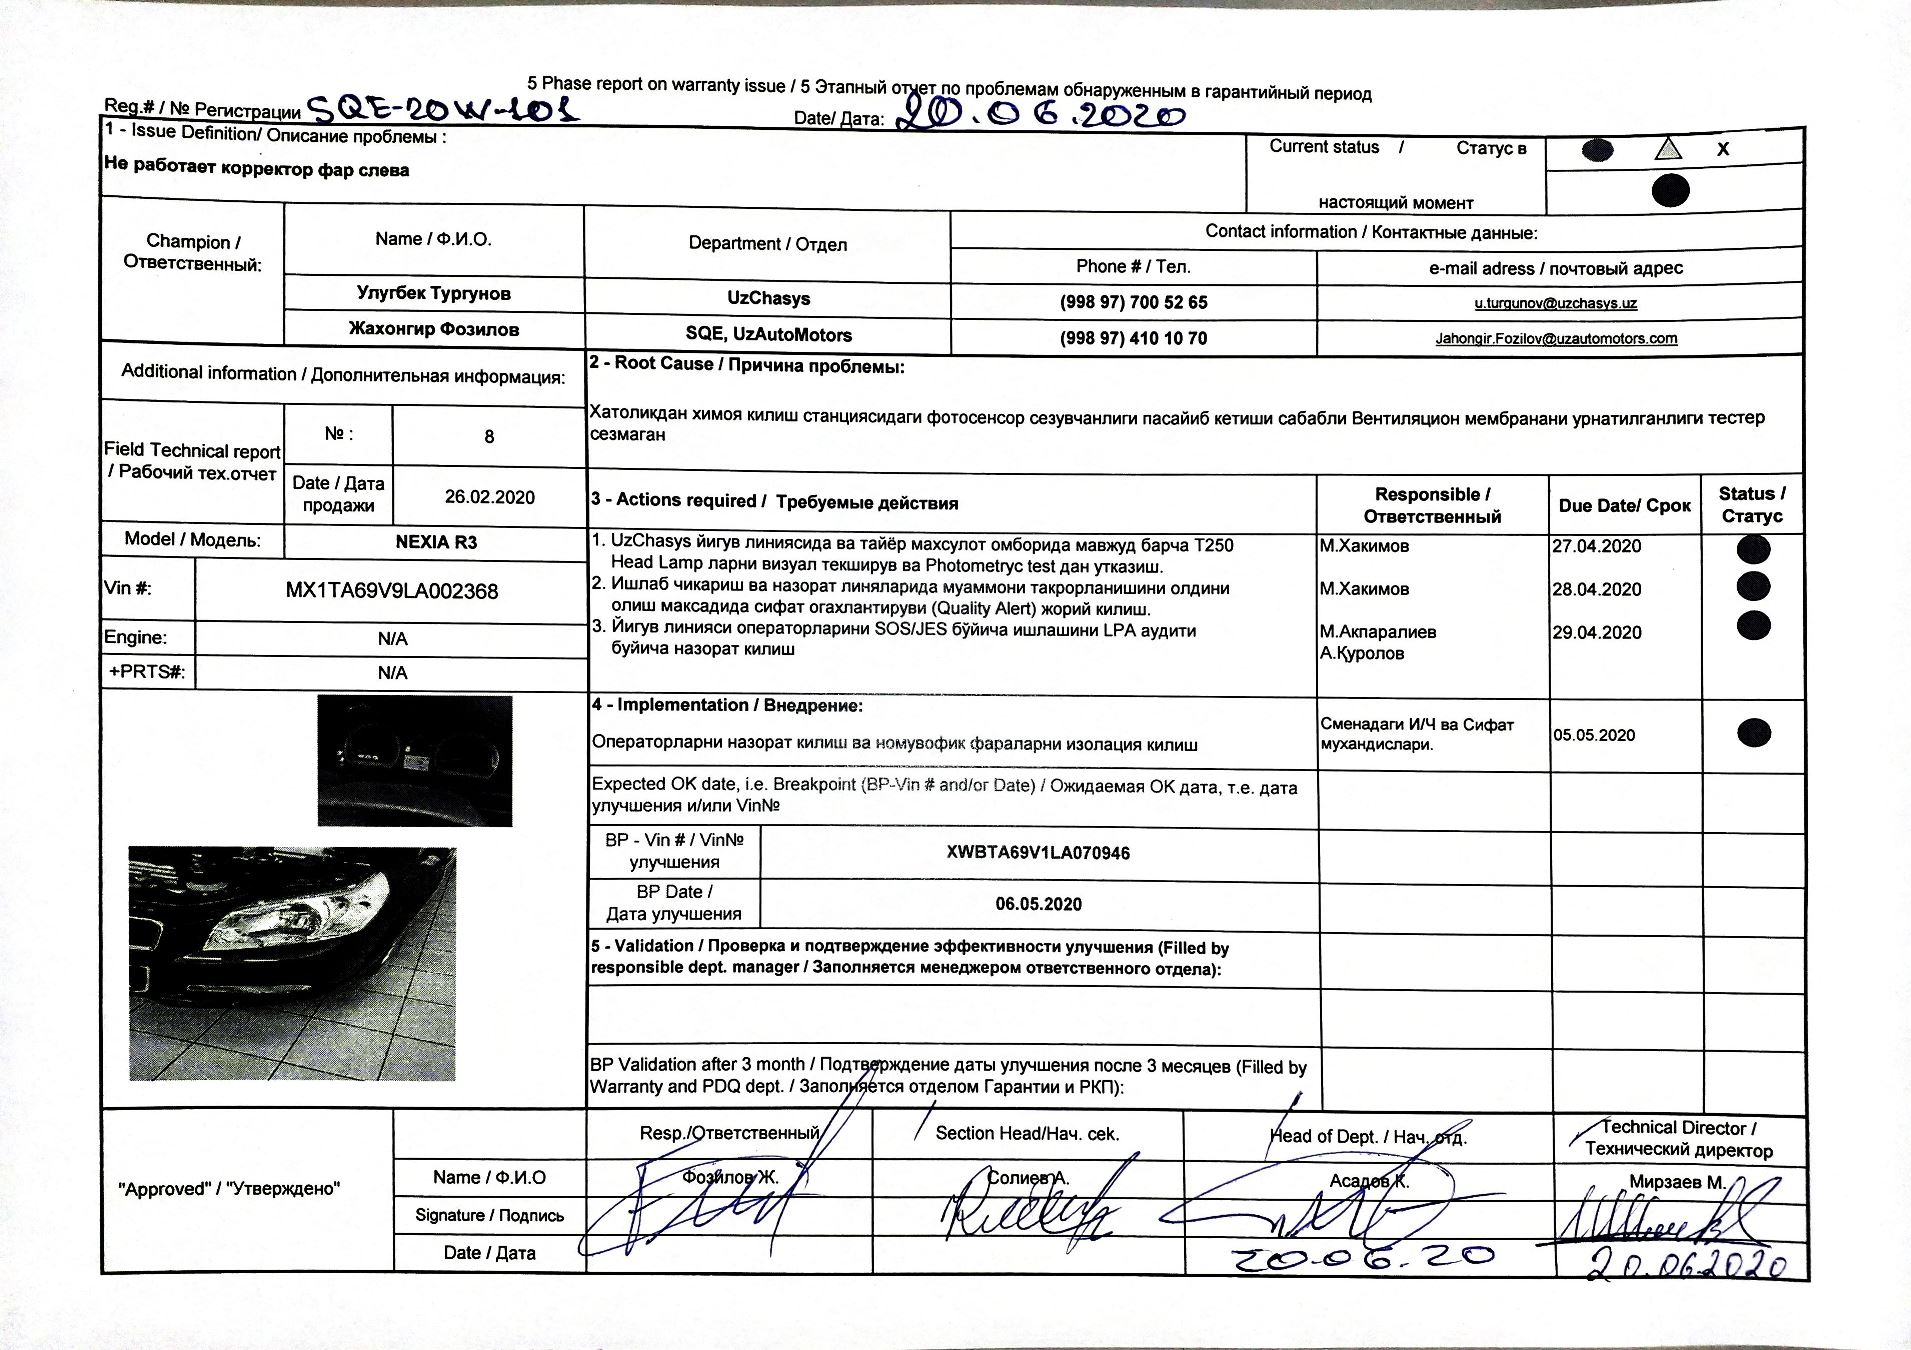 5 Phase report on warranty issue / 5 Этапный отчет по проблемам обнаруженным в гарантийный период
Reg.# / № Регистрации SQE-20W-101
Date/ Дата: 20.06.2020
1 - Issue Definition/ Описание проблемы :
Не работает корректор фар слева
Current status / Статус в
настоящий момент
X
Champion /
Ответственный:
Name / Ф.И.О.
Department / Отдел
Contact information / Контактные данные:
Phone # / Тел.
e-mail adress / почтовый адрес
Улугбек Тургунов
UzChasys
(998 97) 700 52 65
u.turgunov@uzchasys.uz
Жахонгир Фозилов
SQE, UzAutoMotors
(998 97) 410 10 70
Jahongir.Fozilov@uzautomotors.com
Additional information / Дополнительная информация:
Field Technical report
/ Рабочий тех.отчет
№ :
8
Date / Дата
продажи
26.02.2020
Model / Модель:
NEXIA R3
Vin #:
MX1TA69V9LA002368
Engine:
N/A
+PRTS#:
N/A
2 - Root Cause / Причина проблемы:
Хатоликдан химоя килиш станциясидаги фотосенсор сезувчанлиги пасайиб кетиши сабабли Вентиляцион мембранани урнатилганлиги тестер
сезмаган
3 - Actions required / Требуемые действия
Responsible /
Ответственный
Due Date/ Срок
Status /
Статус
1. UzChasys йигув линиясида ва тайёр махсулот омборида мавжуд барча T250
Head Lamp ларни визуал текширув ва Photometryc test дан утказиш.
М.Хакимов
27.04.2020
2. Ишлаб чикариш ва назорат линяларида муаммони такрорланишини олдини
олиш максадида сифат огахлантируви (Quality Alert) жорий килиш.
М.Хакимов
28.04.2020
3. Йигув линияси операторларини SOS/JES бўйича ишлашини LPA аудити
буйича назорат килиш
М.Акпаралиев
А.Қуролов
29.04.2020
4 - Implementation / Внедрение:
Операторларни назорат килиш ва номувофик фараларни изолация килиш
Сменадаги И/Ч ва Сифат
мухандислари.
05.05.2020
Expected OK date, i.e. Breakpoint (BP-Vin # and/or Date) / Ожидаемая ОК дата, т.е. дата
улучшения и/или Vin№
BP - Vin # / Vin№
улучшения
XWBTA69V1LA070946
BP Date /
Дата улучшения
06.05.2020
5 - Validation / Проверка и подтверждение эффективности улучшения (Filled by
responsible dept. manager / Заполняется менеджером ответственного отдела):
BP Validation after 3 month / Подтверждение даты улучшения после 3 месяцев (Filled by
Warranty and PDQ dept. / Заполняется отделом Гарантии и РКП):
"Approved" / "Утверждено"
Resp./Ответственный
Section Head/Нач. сек.
Head of Dept. / Нач. отд.
Technical Director /
Технический директор
Name / Ф.И.О
Фозилов Ж.
Солиев А.
Асадов К.
Мирзаев М.
Signature / Подпись
Date / Дата
20.06.20
20.06.2020